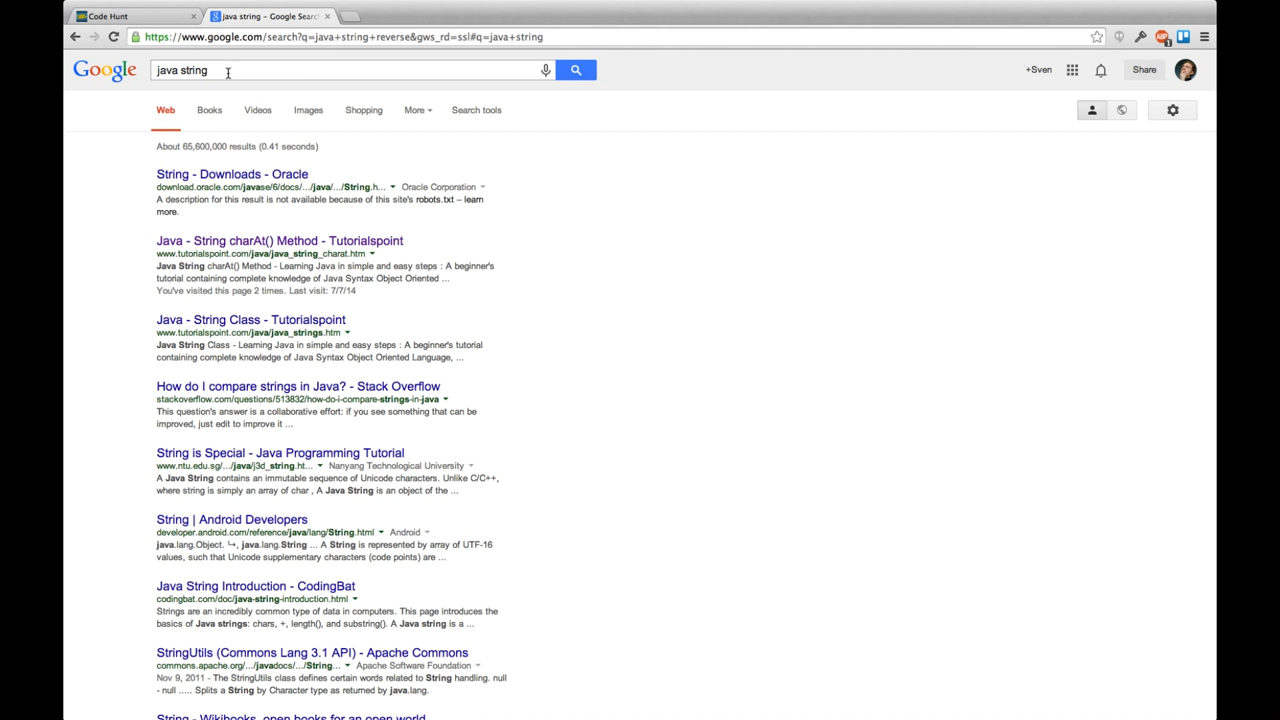 Code Hunt
java string - Google Searc
https://www.google.com/search?q=java+string+reverse&gws_rd=ssl#q=java+string
Google
java string
+Sven
Share
Web Books Videos Images Shopping More Search tools
About 65,600,000 results (0.41 seconds)
String - Downloads - Oracle
download.oracle.com/javase/6/docs/.../java/.../String.h... Oracle Corporation
A description for this result is not available because of this site's robots.txt – learn
more.
Java - String charAt() Method - Tutorialspoint
www.tutorialspoint.com/java/java_string_charat.htm
Java String charAt() Method - Learning Java in simple and easy steps : A beginner's
tutorial containing complete knowledge of Java Syntax Object Oriented ...
You've visited this page 2 times. Last visit: 7/7/14
Java - String Class - Tutorialspoint
www.tutorialspoint.com/java/java_strings.htm
Java String Class - Learning Java in simple and easy steps : A beginner's tutorial
containing complete knowledge of Java Syntax Object Oriented Language, ...
How do I compare strings in Java? - Stack Overflow
stackoverflow.com/questions/513832/how-do-i-compare-strings-in-java
This question's answer is a collaborative effort: if you see something that can be
improved, just edit to improve it ...
String is Special - Java Programming Tutorial
www.ntu.edu.sg/.../java/j3d_string.ht... Nanyang Technological University
A Java String contains an immutable sequence of Unicode characters. Unlike C/C++,
where string is simply an array of char , A Java String is an object of the ...
String | Android Developers
developer.android.com/reference/java/lang/String.html Android
java.lang.Object. ↳, java.lang.String ... A String is represented by array of UTF-16
values, such that Unicode supplementary characters (code points) are ...
Java String Introduction - CodingBat
codingbat.com/doc/java-string-introduction.html
Strings are an incredibly common type of data in computers. This page introduces the
basics of Java strings: chars, +, length(), and substring(). A Java string is a ...
StringUtils (Commons Lang 3.1 API) - Apache Commons
commons.apache.org/.../javadocs/.../String... Apache Software Foundation
Nov 9, 2011 - The StringUtils class defines certain words related to String handling. null
- null ..... Splits a String by Character type as returned by java.lang.
String - Wikibooks, open books for an open world